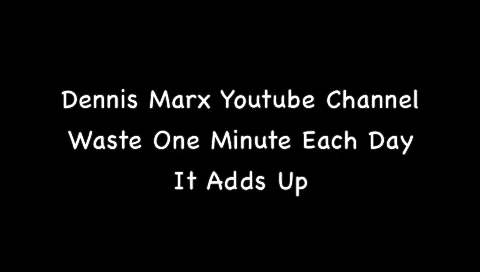 Dennis Marx Youtube Channel
Waste One Minute Each Day
It Adds Up